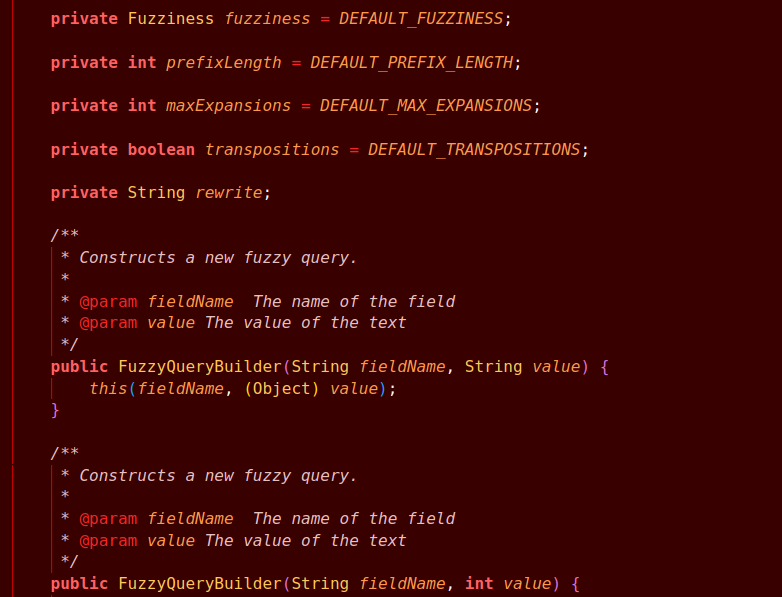 private Fuzziness fuzziness = DEFAULT_FUZZINESS;
private int prefixLength = DEFAULT_PREFIX_LENGTH;
private int maxExpansions = DEFAULT_MAX_EXPANSIONS;
private boolean transpositions = DEFAULT_TRANSPOSITIONS;
private String rewrite;
/**
 * Constructs a new fuzzy query.
 *
 * @param fieldName  The name of the field
 * @param value The value of the text
 */
public FuzzyQueryBuilder(String fieldName, String value) {
    this(fieldName, (Object) value);
}
/**
 * Constructs a new fuzzy query.
 *
 * @param fieldName  The name of the field
 * @param value The value of the text
 */
public FuzzyQueryBuilder(String fieldName, int value) {